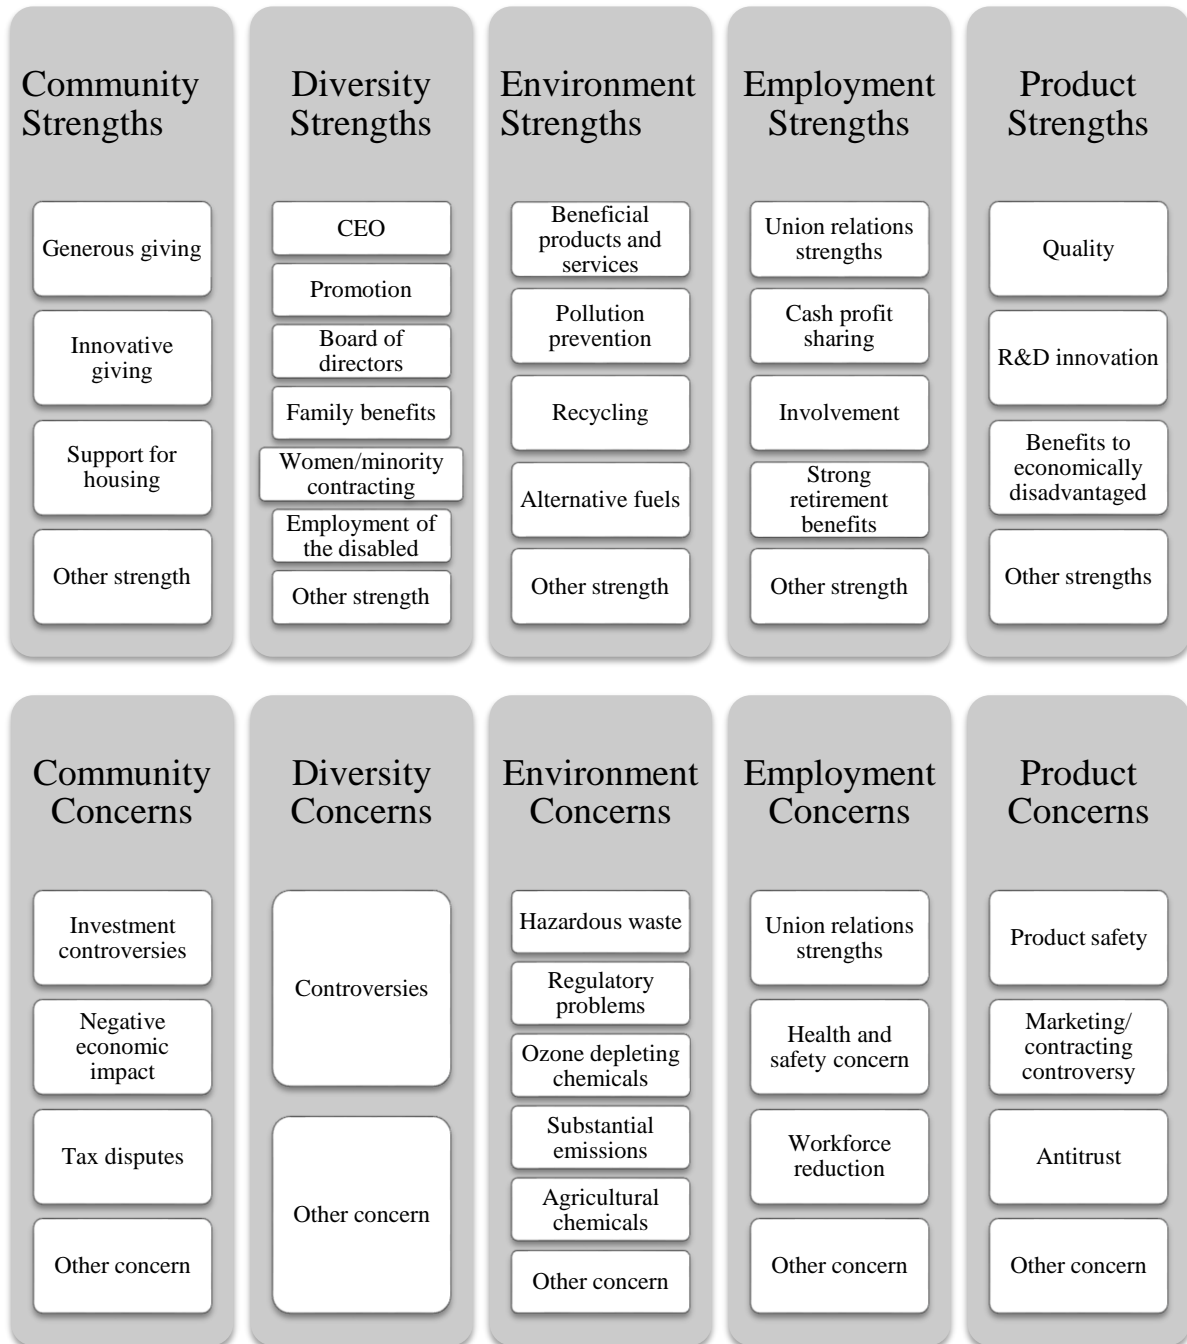 Community
Strengths
Generous giving
Innovative
giving
Support for
housing
Other strength
Diversity
Strengths
CEO
Promotion
Board of
directors
Family benefits
Women/minority
contracting
Employment of
the disabled
Other strength
Environment
Strengths
Beneficial
products and
services
Pollution
prevention
Recycling
Alternative fuels
Other strength
Employment
Strengths
Union relations
strengths
Cash profit
sharing
Involvement
Strong
retirement
benefits
Other strength
Product
Strengths
Quality
R&D innovation
Benefits to
economically
disadvantaged
Other strengths
Community
Concerns
Investment
controversies
Negative
economic
impact
Tax disputes
Other concern
Diversity
Concerns
Controversies
Other concern
Environment
Concerns
Hazardous waste
Regulatory
problems
Ozone depleting
chemicals
Substantial
emissions
Agricultural
chemicals
Other concern
Employment
Concerns
Union relations
strengths
Health and
safety concern
Workforce
reduction
Other concern
Product
Concerns
Product safety
Marketing/
contracting
controversy
Antitrust
Other concern